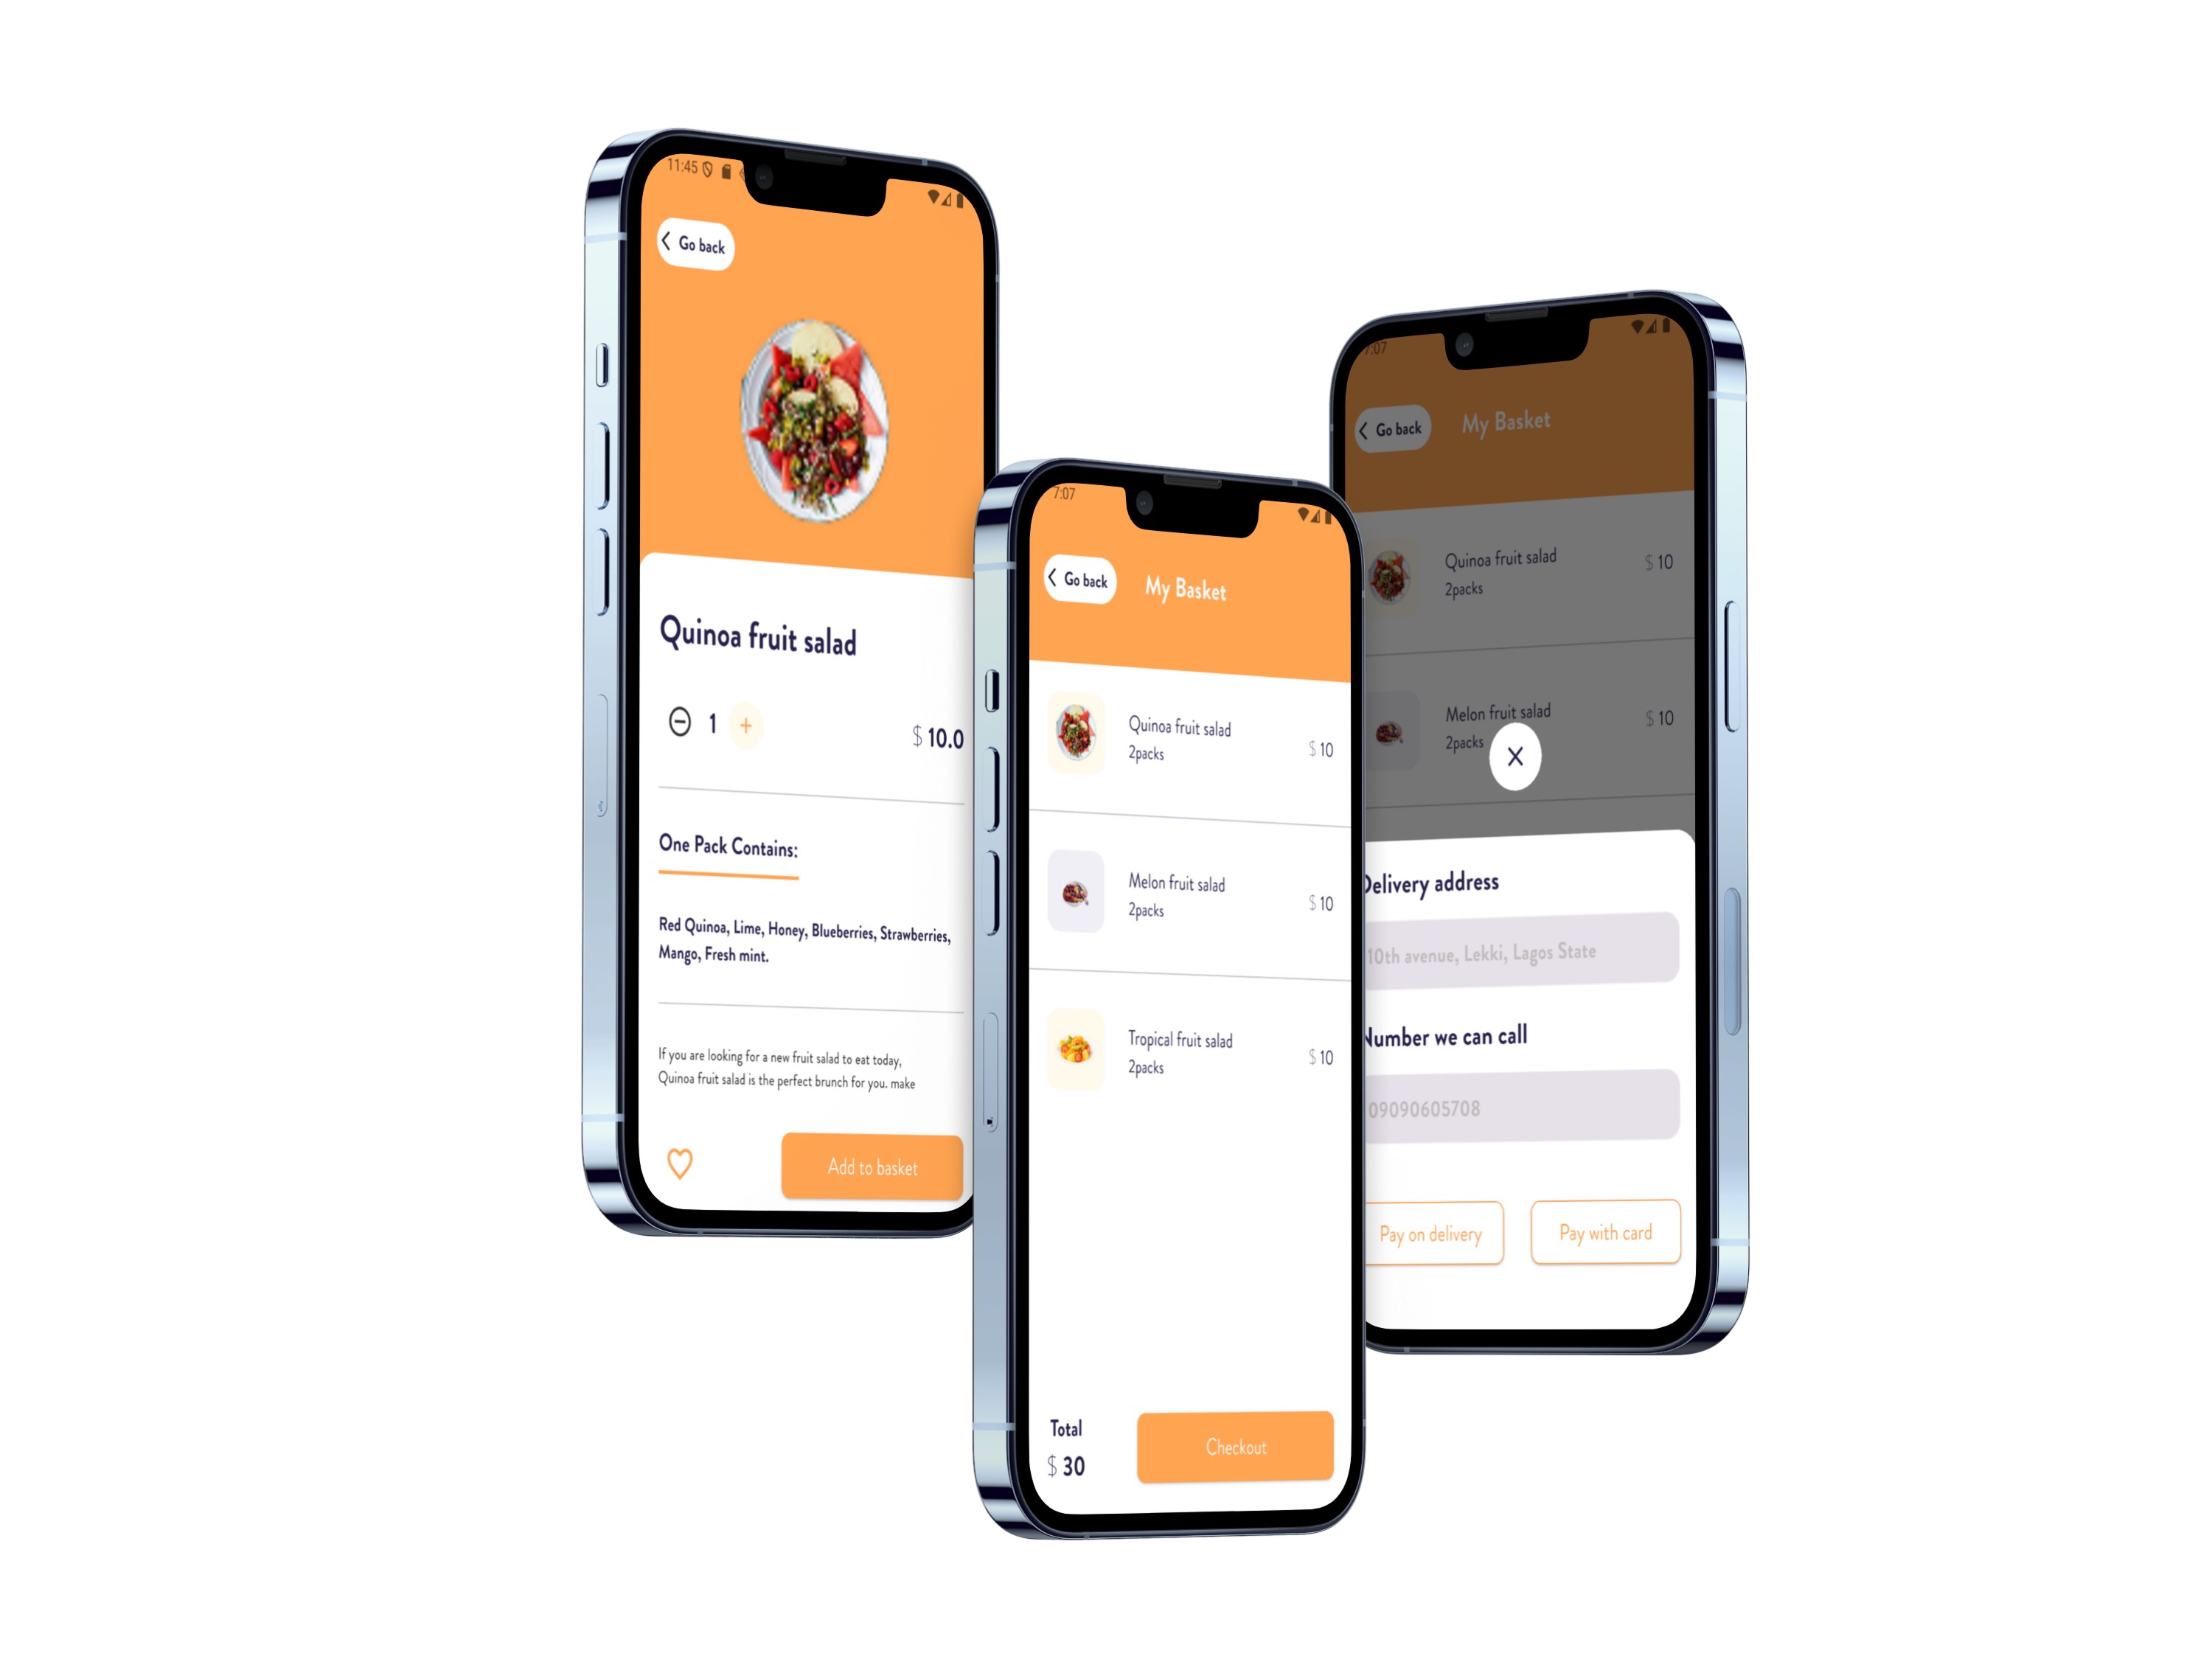 11:45
Go back
Quinoa fruit salad
1
$ 10.0
One Pack Contains:
Red Quinoa, Lime, Honey, Blueberries, Strawberries,
Mango, Fresh mint.
If you are looking for a new fruit salad to eat today,
Quinoa fruit salad is the perfect brunch for you. make
Add to basket
7:07
Go back
My Basket
Quinoa fruit salad
2packs
$ 10
Melon fruit salad
2packs
$ 10
Tropical fruit salad
2packs
$ 10
Total
$ 30
Checkout
7:07
Go back
My Basket
Quinoa fruit salad
2packs
$ 10
Melon fruit salad
2packs
$ 10
X
Delivery address
10th avenue, Lekki, Lagos State
Number we can call
09090605708
Pay on delivery
Pay with card